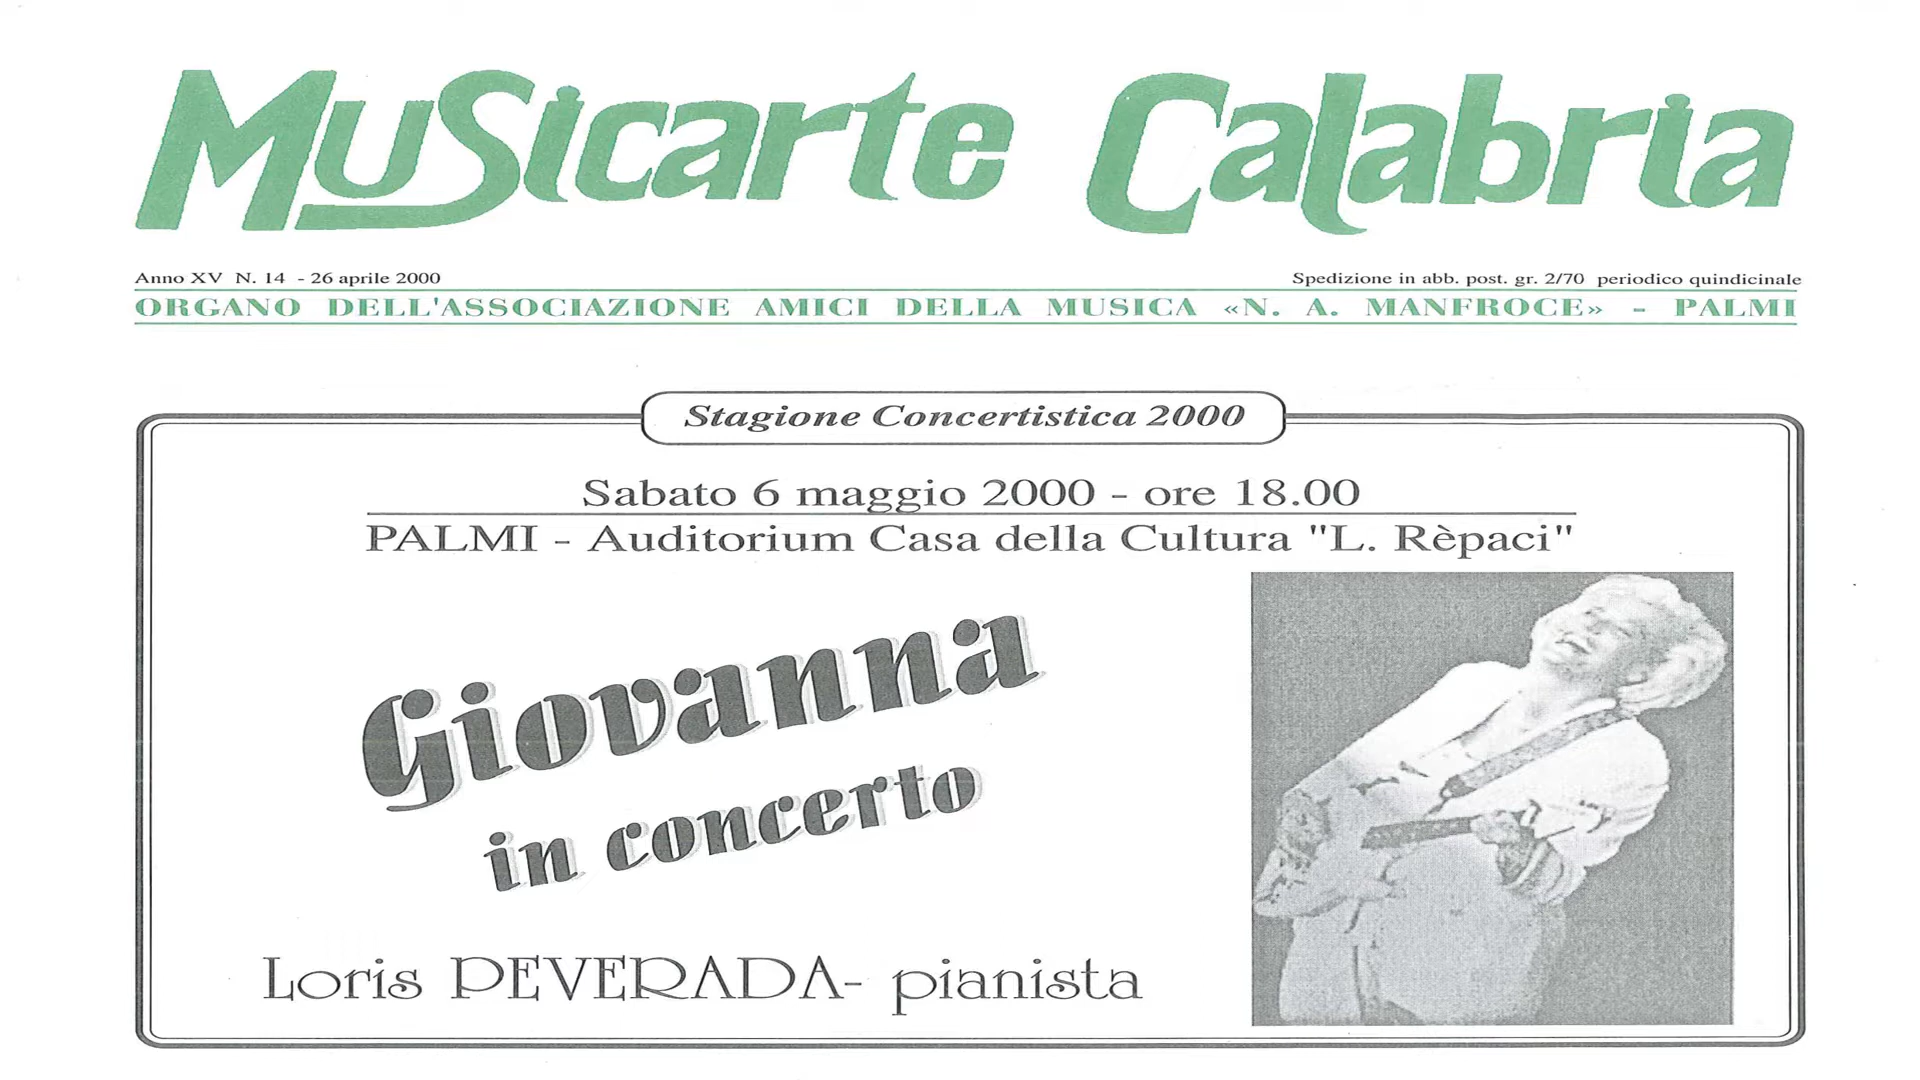 MuSicarte Calabria
Anno XV N. 14 - 26 aprile 2000
Spedizione in abb. post. gr. 2/70 periodico quindicinale
ORGANO DELL'ASSOCIAZIONE AMICI DELLA MUSICA «N. A. MANFROCE» - PALMI
Stagione Concertistica 2000
Sabato 6 maggio 2000 - ore 18.00
PALMI - Auditorium Casa della Cultura "L. Rèpaci"
Giovanna
in concerto
Loris PEVERADA- pianista